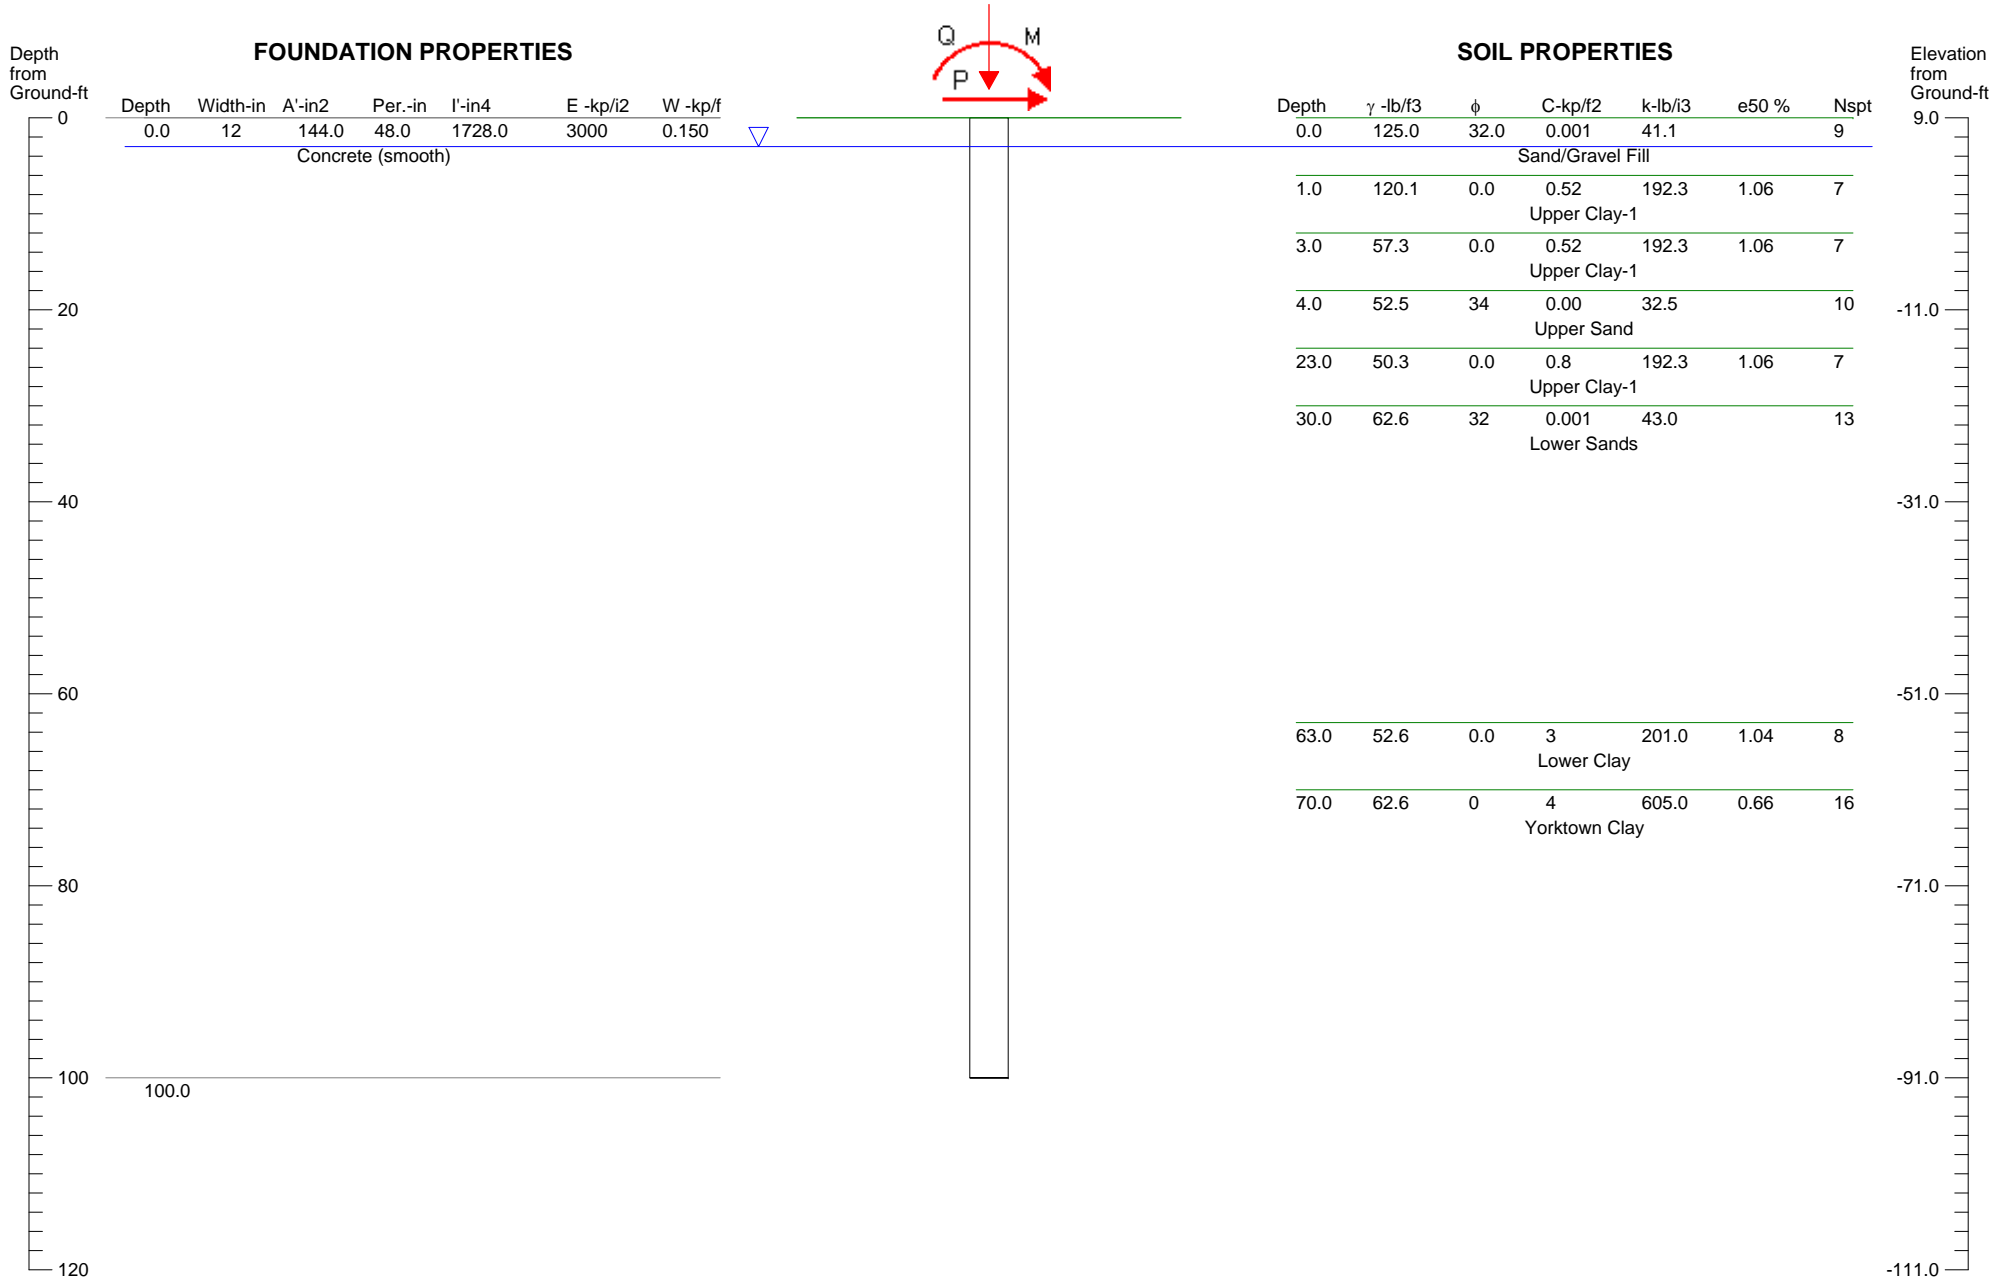 Depth
from
Ground-ft
FOUNDATION PROPERTIES
Q M
P
SOIL PROPERTIES
Elevation
from
Ground-ft
Depth Width-in A'-in2 Per.-in I'-in4 E -kp/i2 W -kp/f
0.0 12 144.0 48.0 1728.0 3000 0.150
Concrete (smooth)
100.0
Depth γ -lb/f3 ϕ C-kp/f2 k-lb/i3 e50 % Nspt
0.0 125.0 32.0 0.001 41.1 9
Sand/Gravel Fill
1.0 120.1 0.0 0.52 192.3 1.06 7
Upper Clay-1
3.0 57.3 0.0 0.52 192.3 1.06 7
Upper Clay-1
4.0 52.5 34 0.00 32.5 10
Upper Sand
23.0 50.3 0.0 0.8 192.3 1.06 7
Upper Clay-1
30.0 62.6 32 0.001 43.0 13
Lower Sands
63.0 52.6 0.0 3 201.0 1.04 8
Lower Clay
70.0 62.6 0 4 605.0 0.66 16
Yorktown Clay
0
20
40
60
80
100
120
9.0
-11.0
-31.0
-51.0
-71.0
-91.0
-111.0